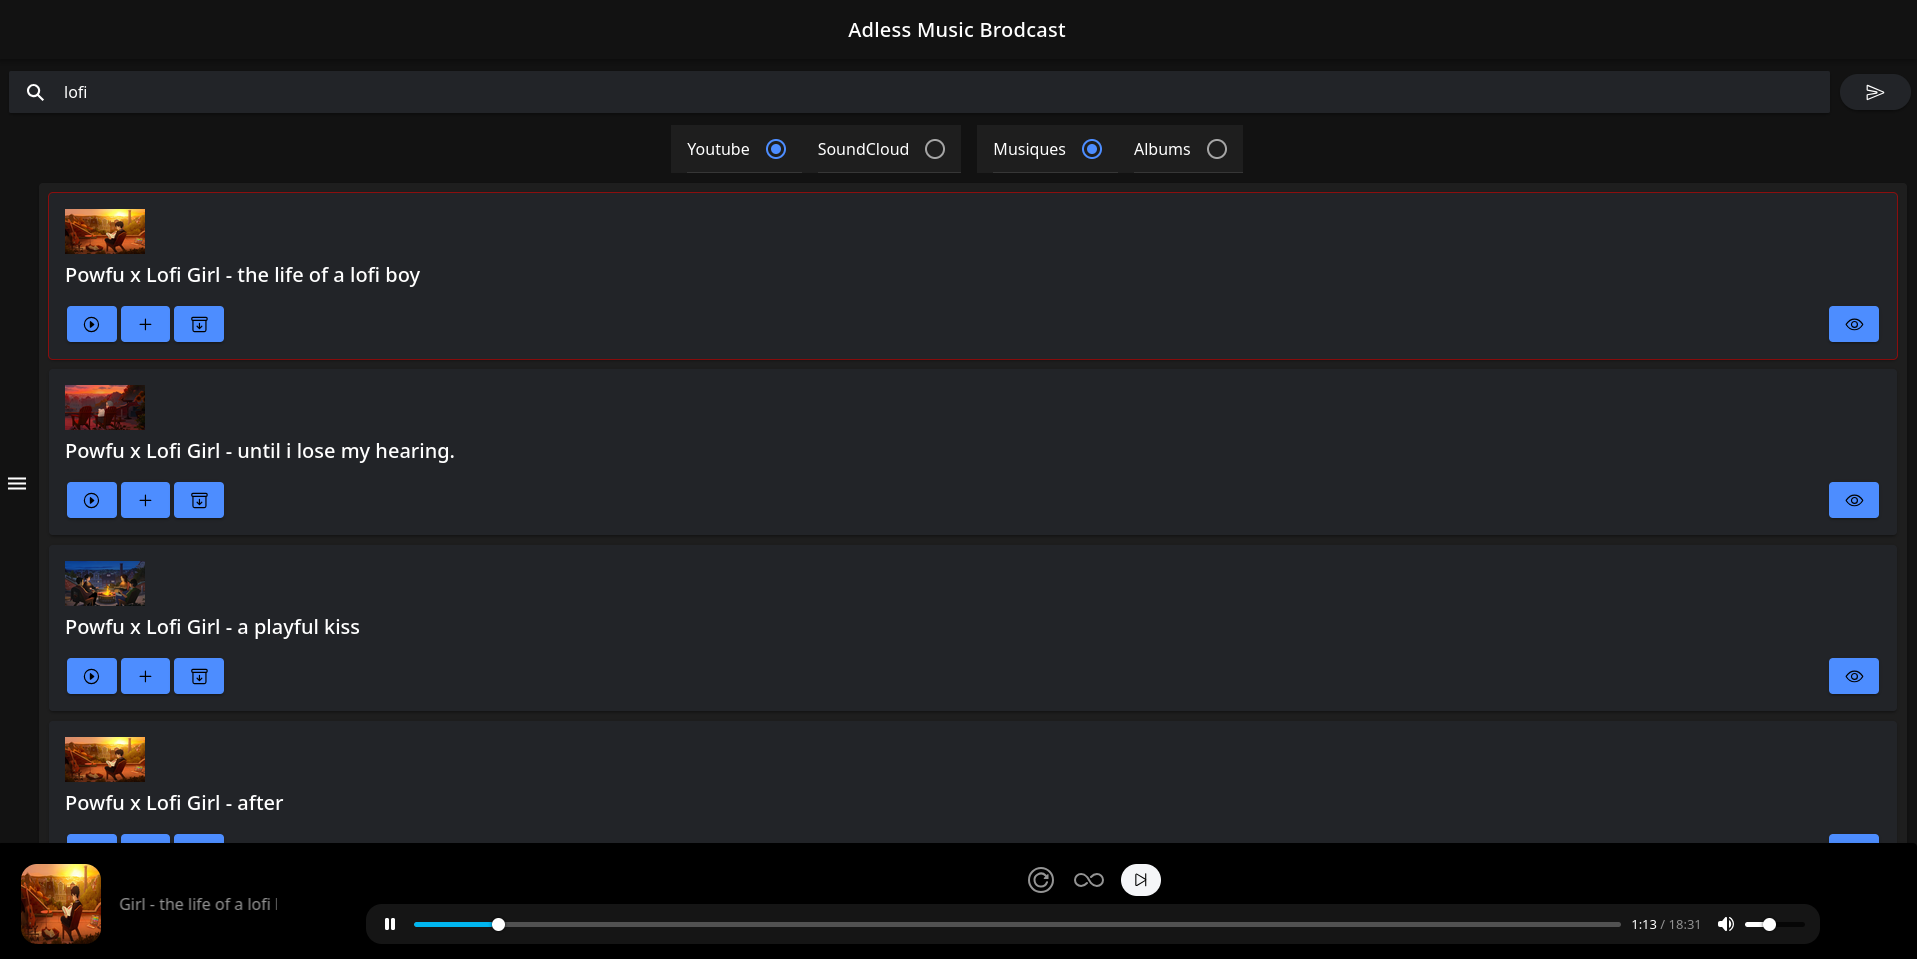 Adless Music Brodcast
lofi
Youtube SoundCloud Musiques Albums
Powfu x Lofi Girl - the life of a lofi boy
Powfu x Lofi Girl - until i lose my hearing.
Powfu x Lofi Girl - a playful kiss
Powfu x Lofi Girl - after
Girl - the life of a lofi
1:13 / 18:31